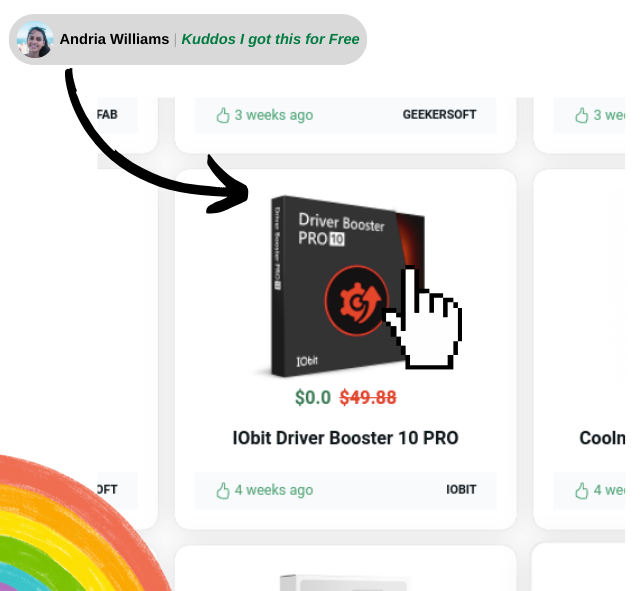 Andria Williams | Kuddos I got this for Free
FAB
3 weeks ago
GEEKERSOFT
3 we
Driver Booster
PRO 10
Driver Booster PRO 10
IObit
$0.0 $49.88
IObit Driver Booster 10 PRO
Coolm
OFT
4 weeks ago
IOBIT
4 we